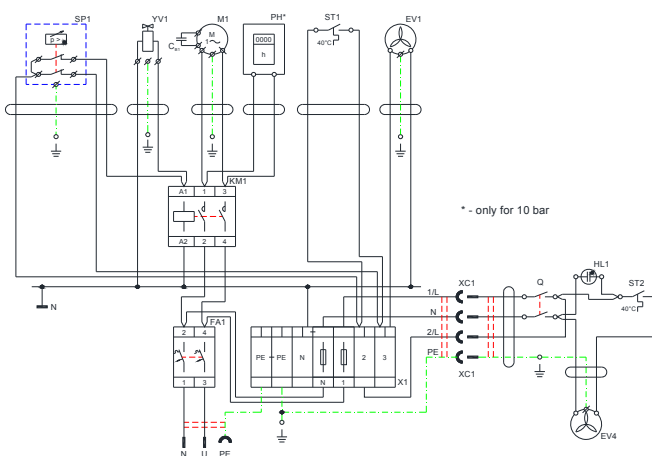 SP1 YV1 M1 PH* ST1 EV1
p >
Cвп
M
1
0000
h
40°C
KM1
A1 1 3
A2 2 4
* - only for 10 bar
N
HL1
XC1 Q ST2
1/L
40°C
N
2/L
PE
XC1
FA1
2 4
1 3
PE PE N 2 3
N 1
X1
EV4
N U PE